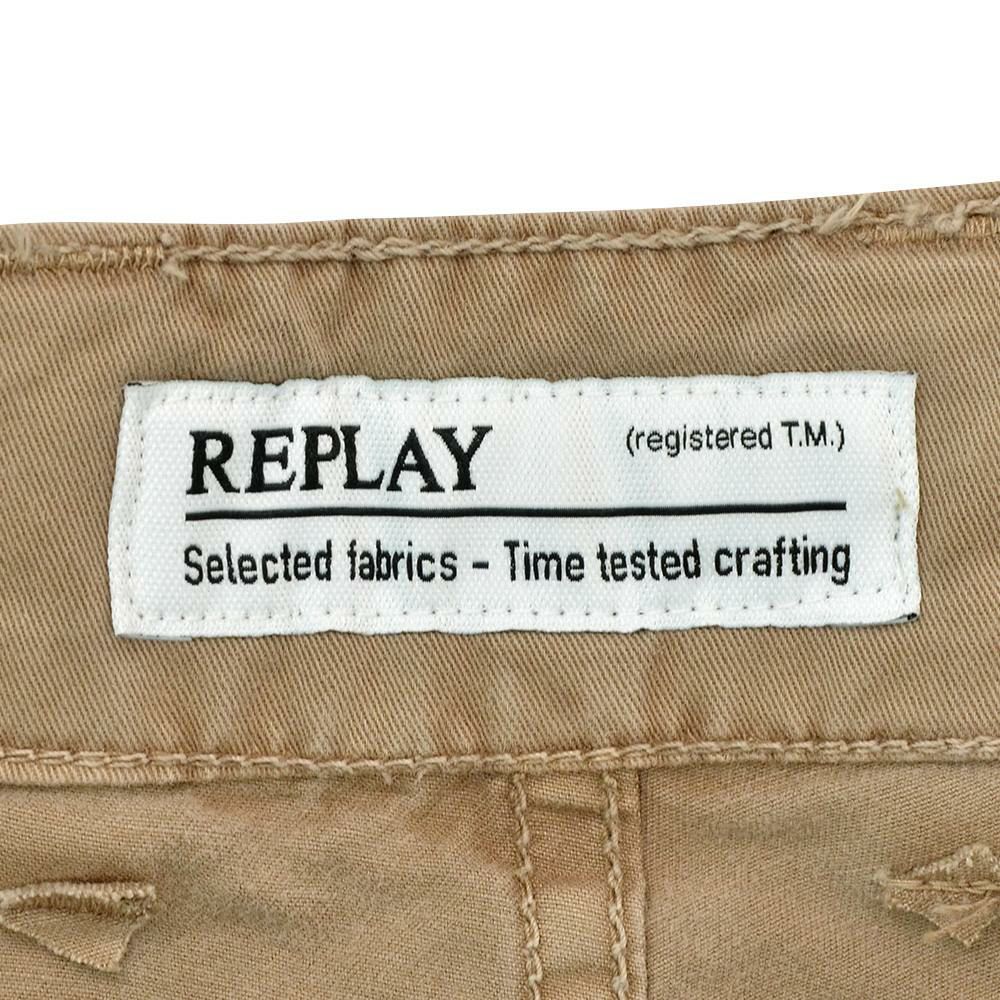 REPLAY (registered T.M.)
Selected fabrics - Time tested crafting